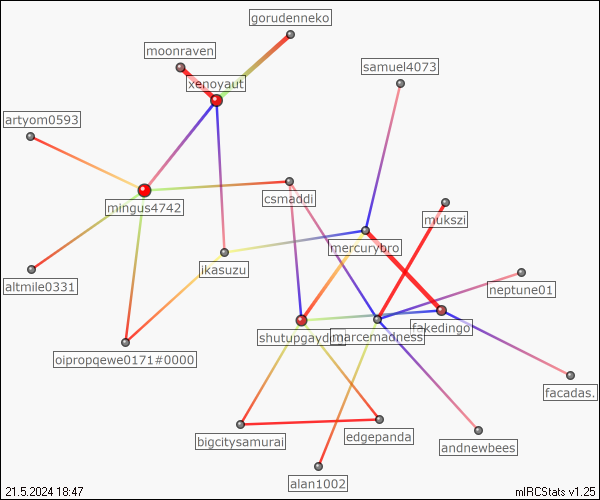 gorudenneko
moonraven
samuel4073
xenoyaut
artyom0593
csmaddi
mingus4742
mukszi
mercurybro
ikasuzu
altmile0331
neptune01
fakedingo
marcemadness
oipropqewe0171#0000
facadas.
bigcitysamurai
edgepanda
andnewbees
alan1002
21.5.2024 18:47
mIRCStats v1.25